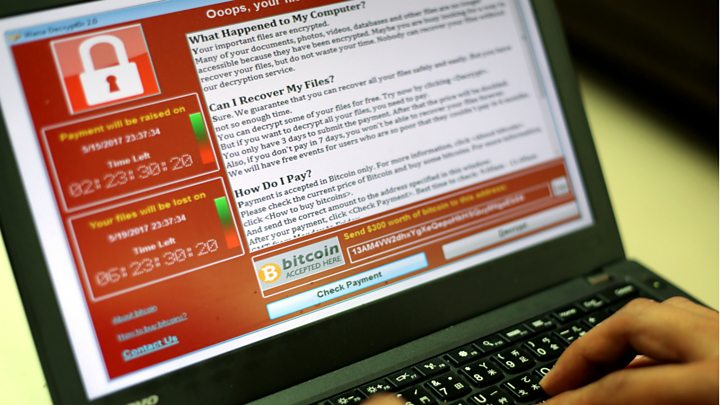 Wana Decrypt0r 2.0
Ooops, your
What Happened to My Computer?
Your important files are encrypted.
Many of your documents, photos, videos, databases and other files are no longer
accessible because they have been encrypted. Maybe you are busy looking for a way to
recover your files, but do not waste your time. Nobody can recover your files without
our decryption service.
Can I Recover My Files?
Sure. We guarantee that you can recover all your files safely and easily. But you have
not so enough time.
You can decrypt some of your files for free. Try now by clicking <Decrypt>.
But if you want to decrypt all your files, you need to pay.
You only have 3 days to submit the payment. After that the price will be doubled.
Also, if you don't pay in 7 days, you won't be able to recover your files forever.
We will have free events for users who are so poor that they couldn't pay in 6 months.
How Do I Pay?
Payment is accepted in Bitcoin only. For more information, click <About bitcoin>.
Please check the current price of Bitcoin and buy some bitcoins. For more information,
click <How to buy bitcoins>.
And send the correct amount to the address specified in this window.
After your payment, click <Check Payment>. Best time to check: 9:00am - 11:00am
Payment will be raised on
5/15/2017 23:37:34
Time Left
02:23:30:20
Your files will be lost on
5/19/2017 23:37:34
Time Left
06:23:30:20
About bitcoin
How to buy bitcoins?
Contact Us
bitcoin
ACCEPTED HERE
Send $300 worth of bitcoin to this address:
Check Payment
Decrypt